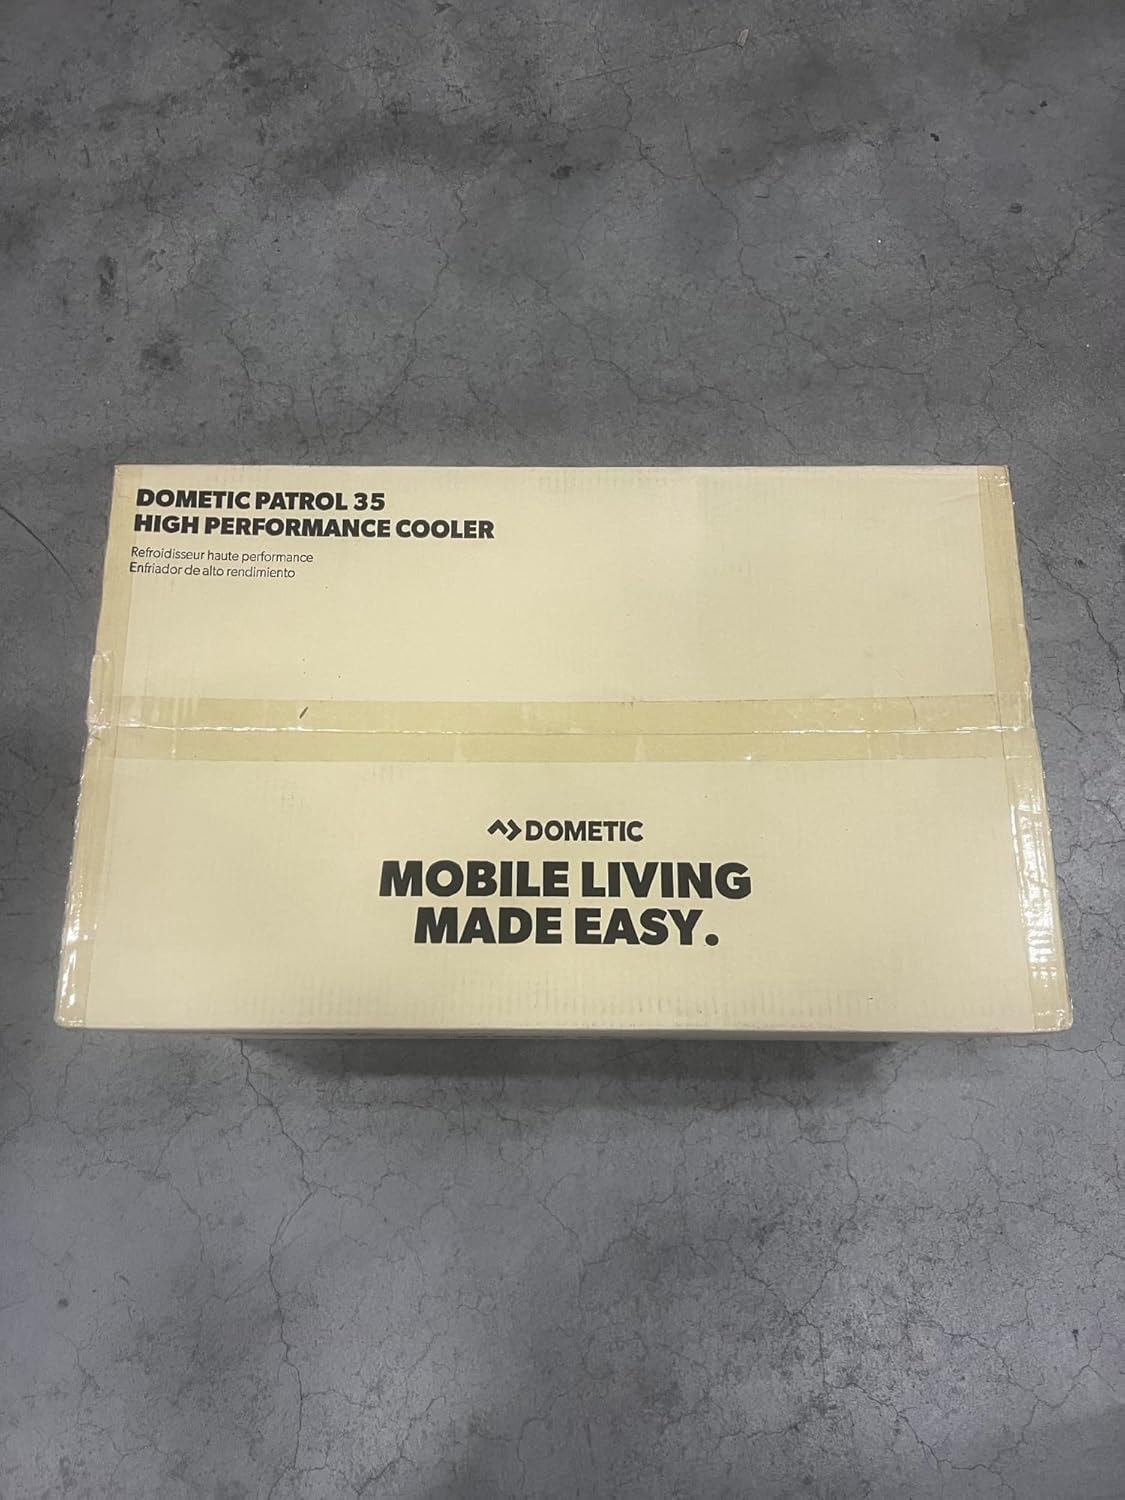 DOMETIC PATROL 35
HIGH PERFORMANCE COOLER
Refroidisseur haute performance
Enfriador de alto rendimiento
DOMETIC
MOBILE LIVING
MADE EASY.